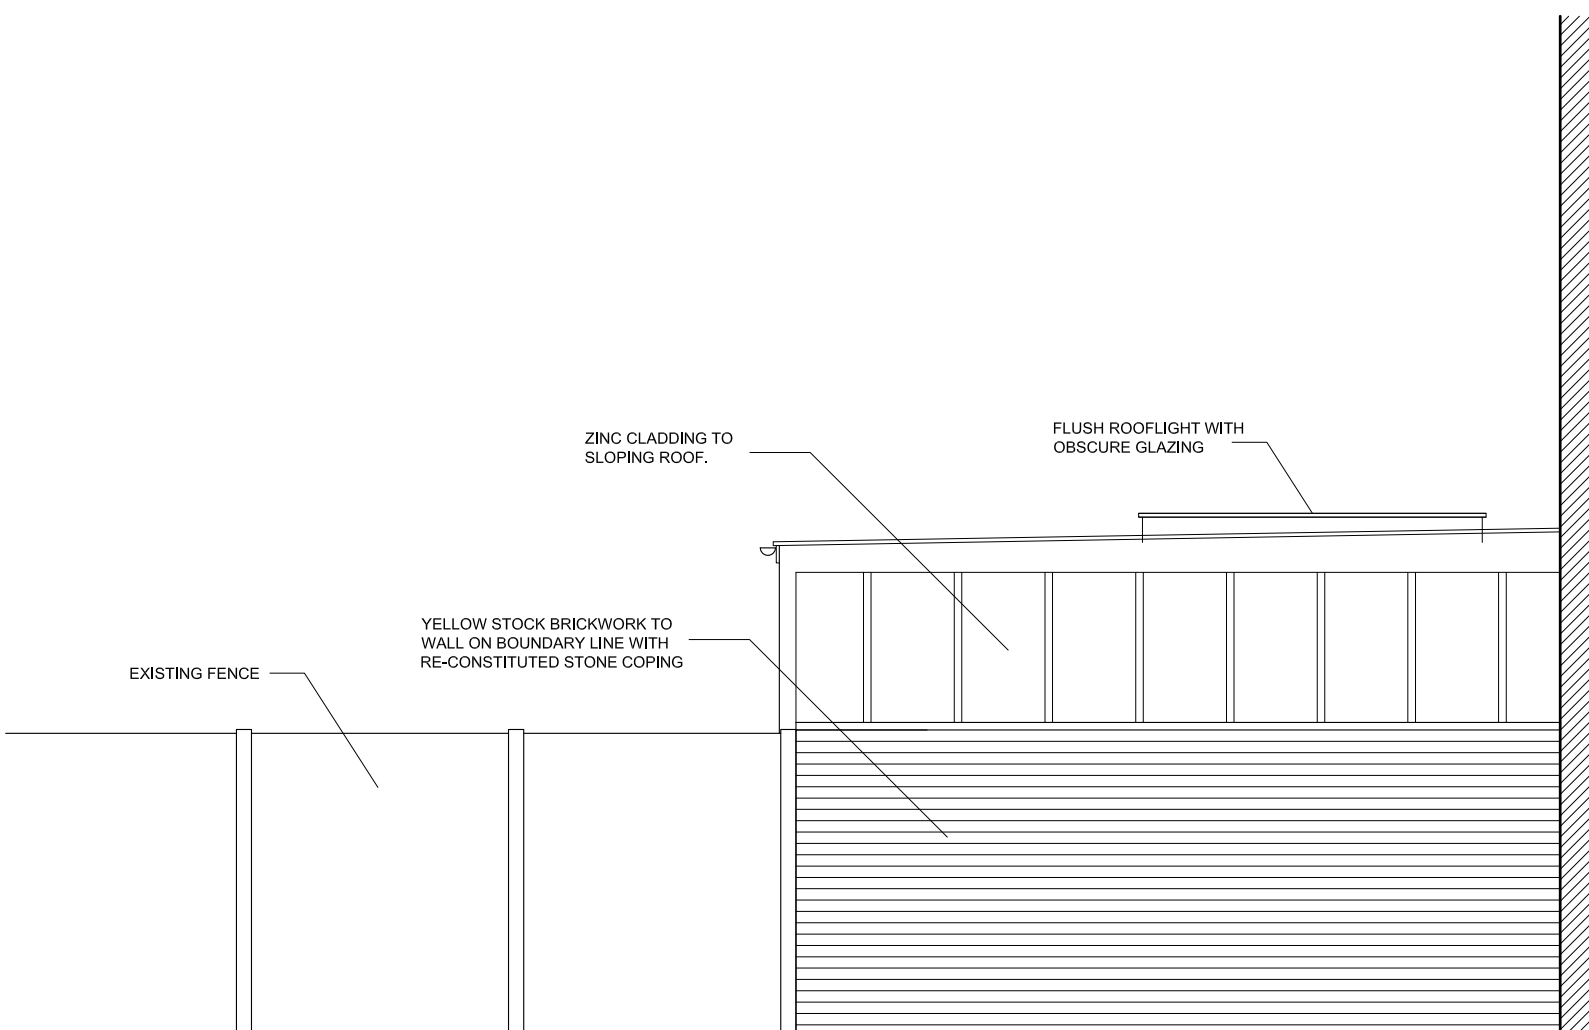 ZINC CLADDING TO
SLOPING ROOF.
FLUSH ROOFLIGHT WITH
OBSCURE GLAZING
YELLOW STOCK BRICKWORK TO
WALL ON BOUNDARY LINE WITH
RE-CONSTITUTED STONE COPING
EXISTING FENCE